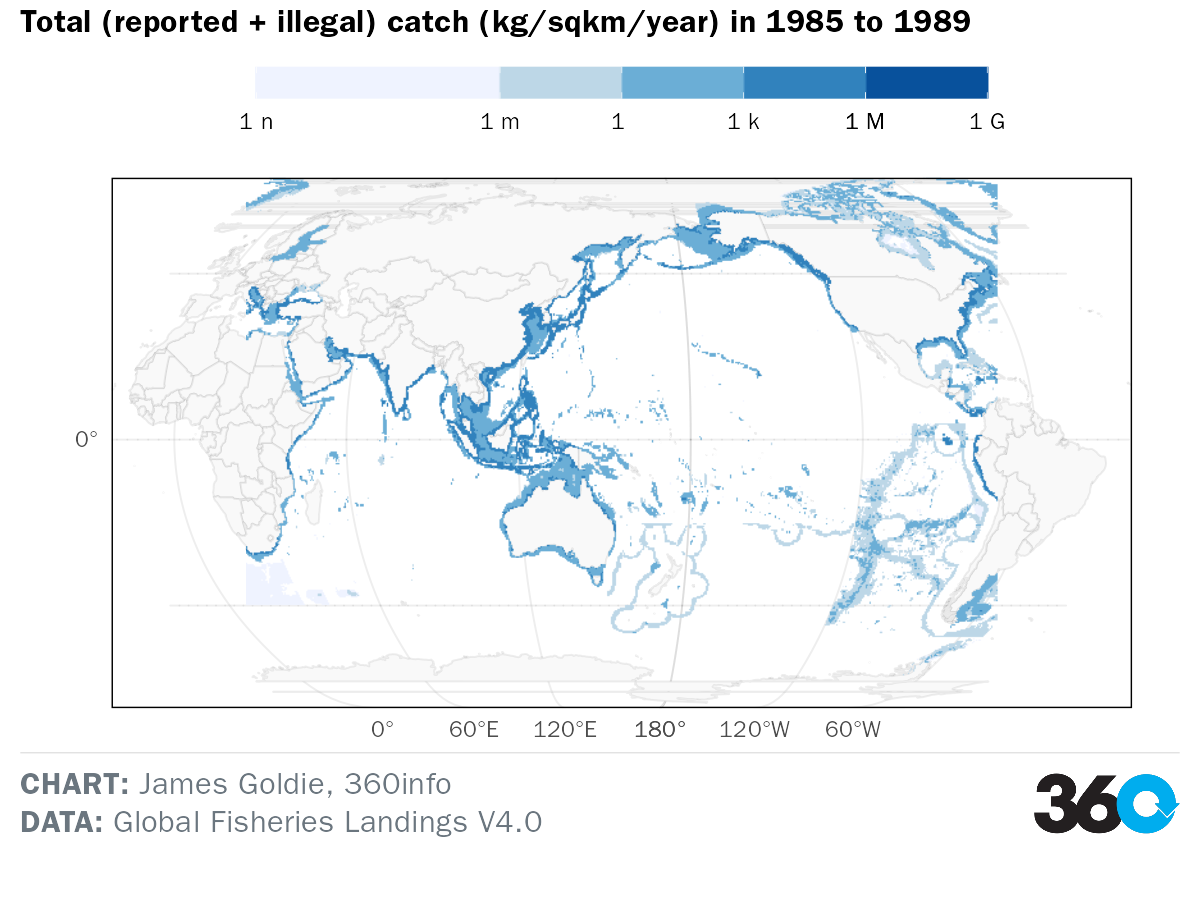 Total (reported + illegal) catch (kg/sqkm/year) in 1985 to 1989
1 n 1 m 1 1 k 1 M 1 G
0°
0° 60°E 120°E 180° 120°W 60°W
CHART: James Goldie, 360info
DATA: Global Fisheries Landings V4.0
360